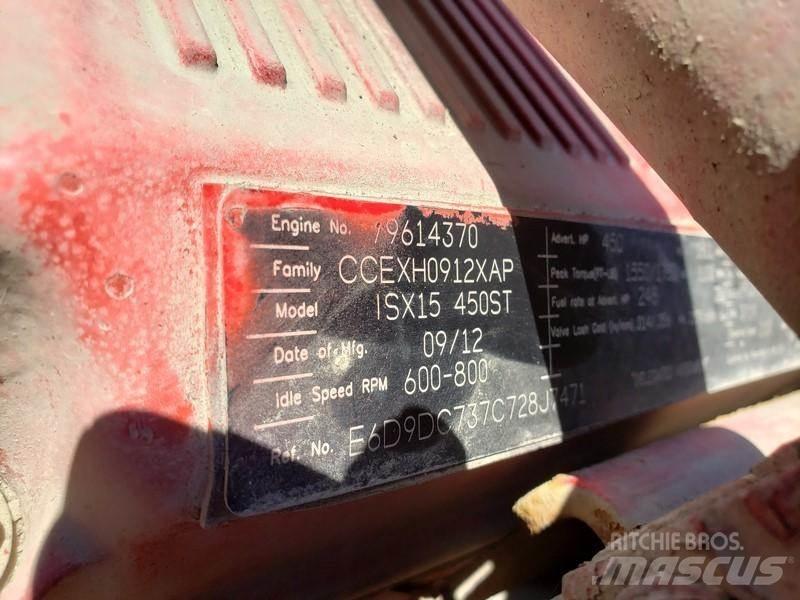 Engine No. 79614370
Family CCEXH0912XAP
Model ISX15 450ST
Date of Mfg. 09/12
Idle Speed RPM 600-800
Ref. No. E6D9DC737C728J7471
Advert. HP 450
Peak Torque(FT-LB)
Fuel rate at Advert. HP 248
Valve Lash Cold
RITCHIE BROS.
MASCUS